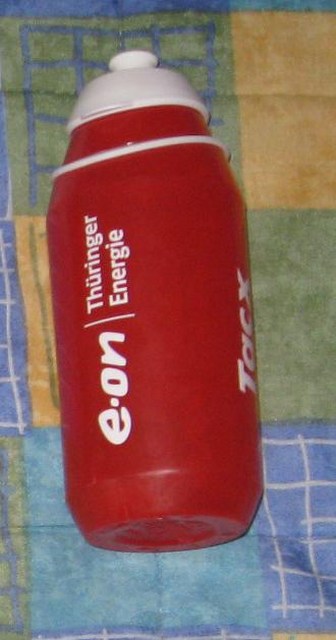 e·on
Thüringer
Energie
Tacx